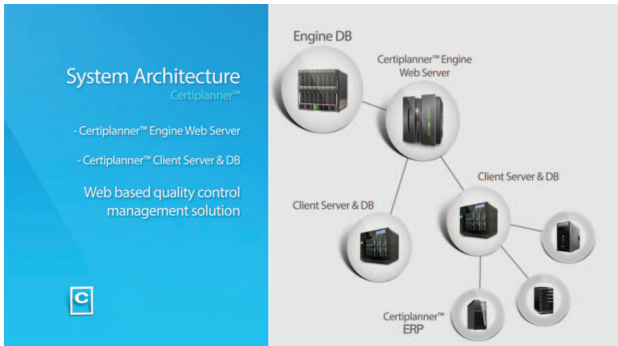 System Architecture
Certiplanner™
- Certiplanner™ Engine Web Server
- Certiplanner™ Client Server & DB
Web based quality control
management solution
C
Engine DB
Certiplanner™ Engine
Web Server
Client Server & DB
Client Server & DB
Certiplanner™
ERP